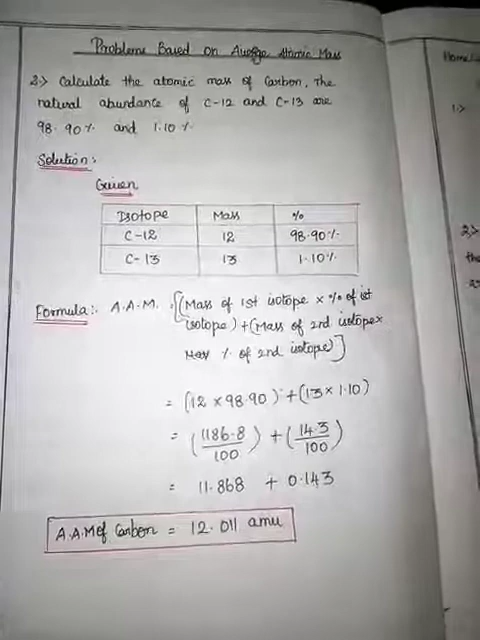 Problems Based on Average Atomic Mass
2.> Calculate the atomic mass of Carbon, The
natural abundance of C-12 and C-13 are
98.90% and 1.10%
Solution:
Given
Isotope Mass %
C-12 12 98.90%
C-13 13 1.10%
Formula:- A.A.M. = [(Mass of 1st isotope x % of 1st
isotope) + (Mass of 2nd isotope x
% of 2nd isotope)]
= (12 x 98.90) + (13 x 1.10)
= (1186.8/100) + (14.3/100)
= 11.868 + 0.143
A.A.M of Carbon = 12.011 amu
1.>
2.>